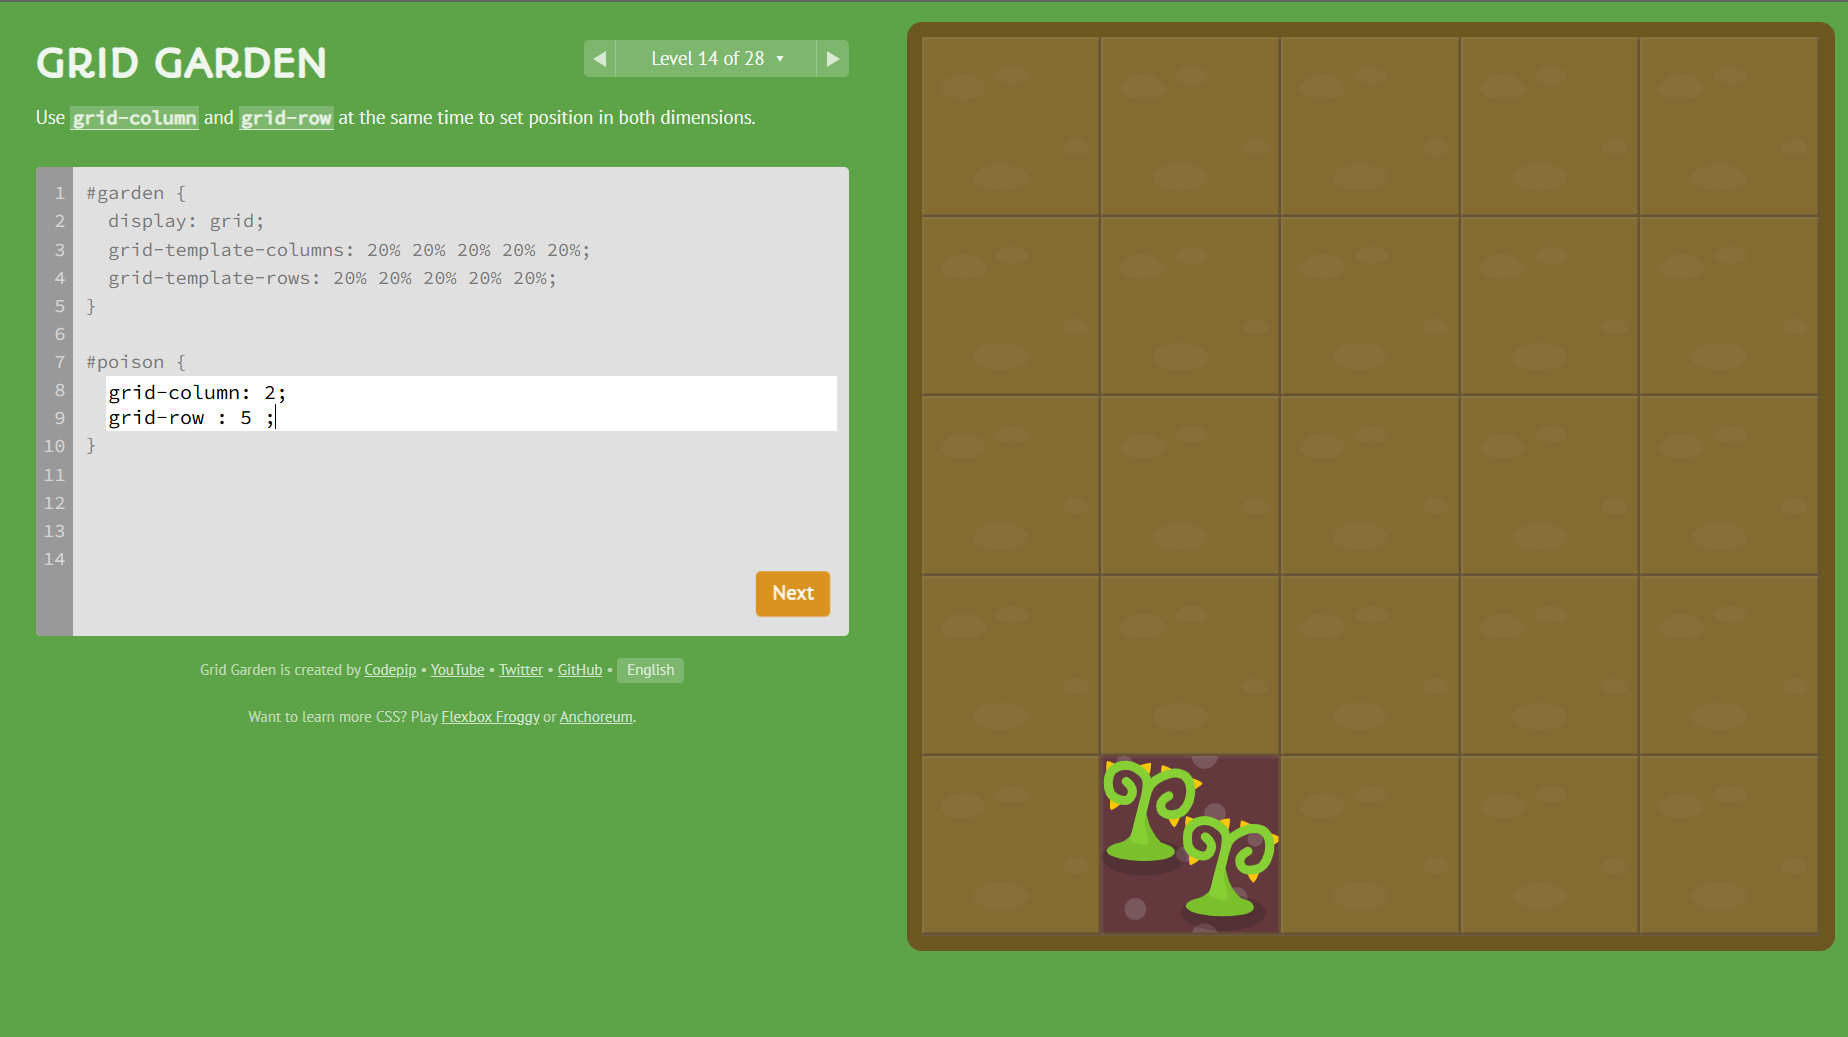 GRID GARDEN
◀ Level 14 of 28 ▾ ▶
Use grid-column and grid-row at the same time to set position in both dimensions.
1 #garden {
2   display: grid;
3   grid-template-columns: 20% 20% 20% 20% 20%;
4   grid-template-rows: 20% 20% 20% 20% 20%;
5 }
6
7 #poison {
8   grid-column: 2;
9   grid-row : 5 ;
10 }
11
12
13
14
Next
Grid Garden is created by Codepip • YouTube • Twitter • GitHub • English
Want to learn more CSS? Play Flexbox Froggy or Anchoreum.